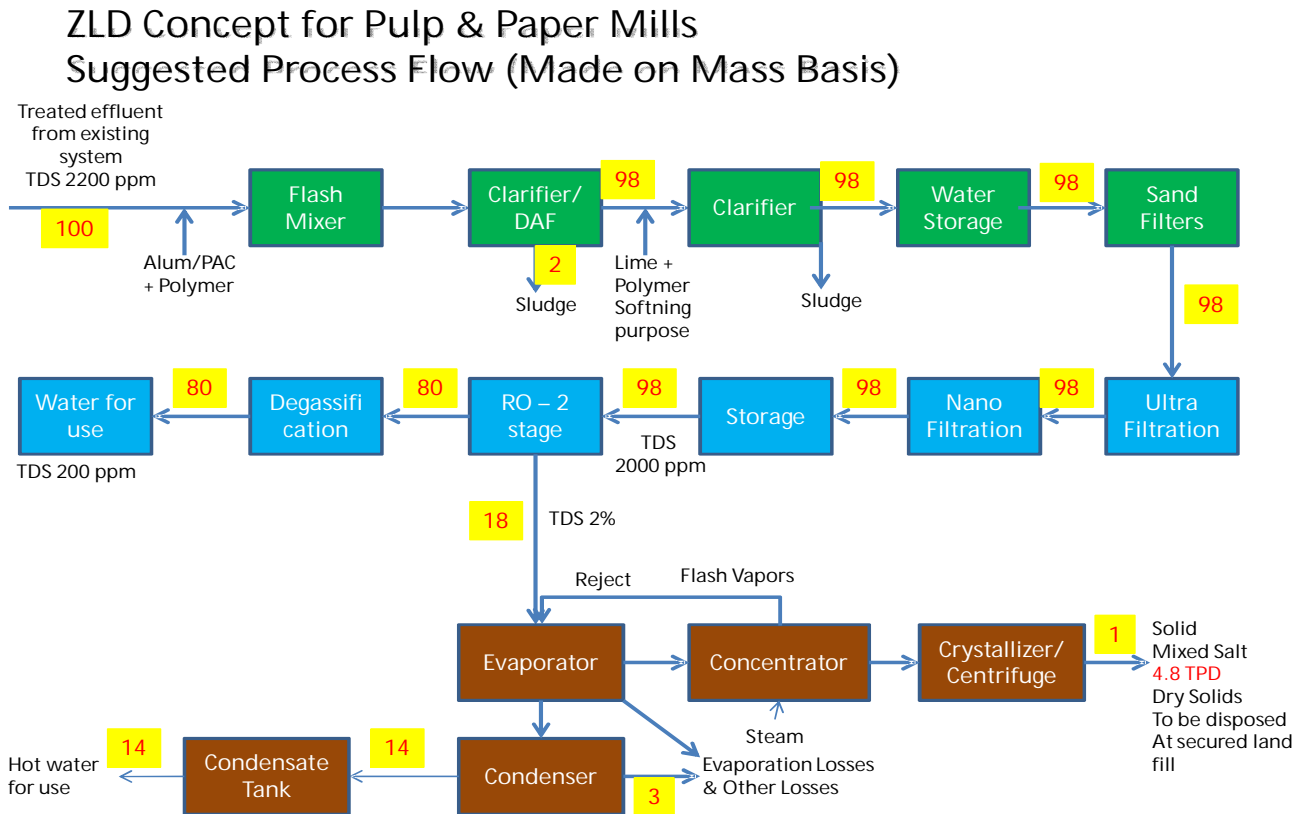 ZLD Concept for Pulp & Paper Mills
Suggested Process Flow (Made on Mass Basis)
Treated effluent
from existing
system
TDS 2200 ppm
100
Alum/PAC
+ Polymer
Flash
Mixer
Clarifier/
DAF
2
Sludge
98
Lime +
Polymer
Softning
purpose
Clarifier
Sludge
98
Water
Storage
98
Sand
Filters
98
Ultra
Filtration
98
Nano
Filtration
98
Storage
98
TDS
2000 ppm
RO – 2
stage
80
Degassifi
cation
80
Water for
use
TDS 200 ppm
18
TDS 2%
Reject
Flash Vapors
Evaporator
Concentrator
Steam
Crystallizer/
Centrifuge
1
Solid
Mixed Salt
4.8 TPD
Dry Solids
To be disposed
At secured land
fill
Condenser
3
Evaporation Losses
& Other Losses
14
Condensate
Tank
14
Hot water
for use